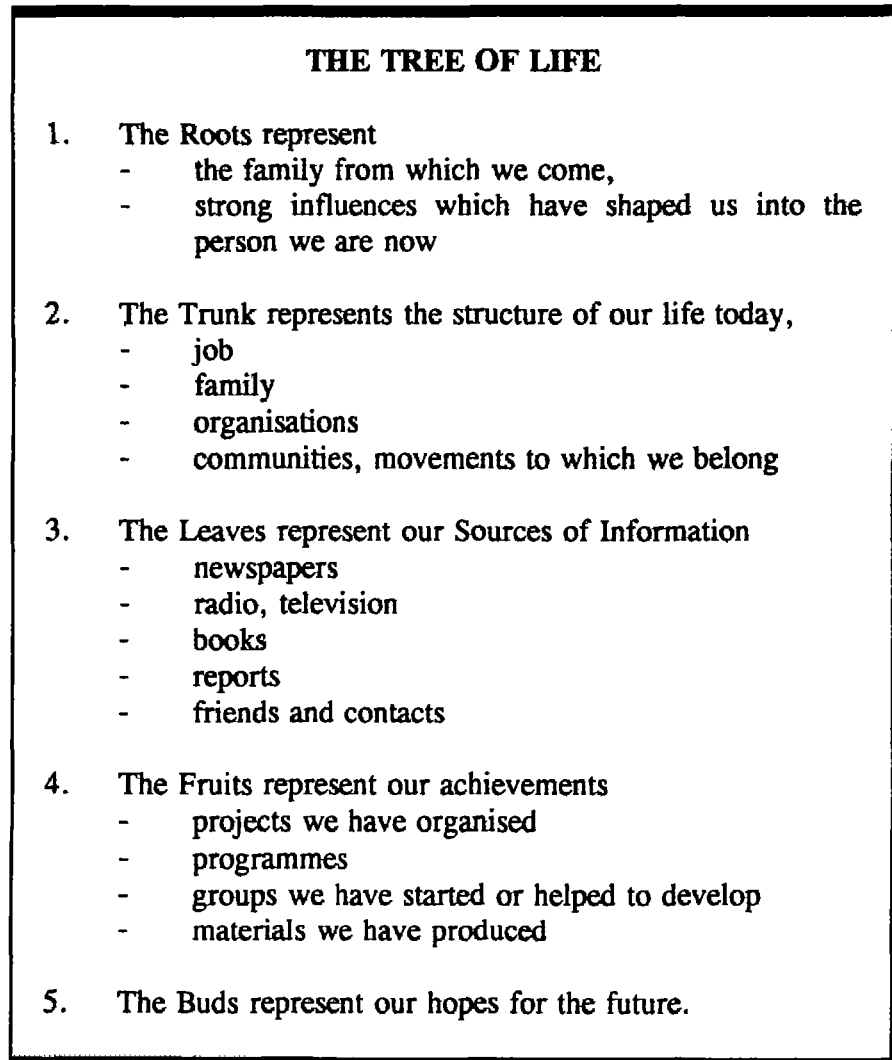 THE TREE OF LIFE
1. The Roots represent
- the family from which we come,
- strong influences which have shaped us into the
person we are now
2. The Trunk represents the structure of our life today,
- job
- family
- organisations
- communities, movements to which we belong
3. The Leaves represent our Sources of Information
- newspapers
- radio, television
- books
- reports
- friends and contacts
4. The Fruits represent our achievements
- projects we have organised
- programmes
- groups we have started or helped to develop
- materials we have produced
5. The Buds represent our hopes for the future.